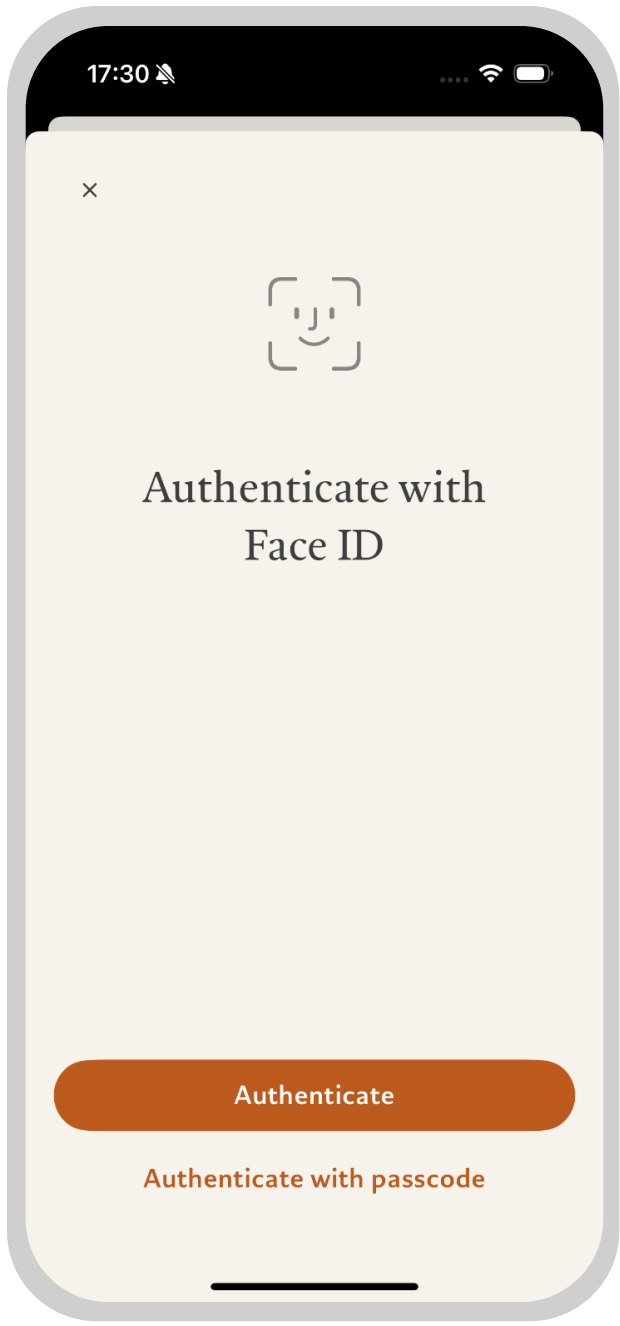 17:30
Authenticate with
Face ID
Authenticate
Authenticate with passcode